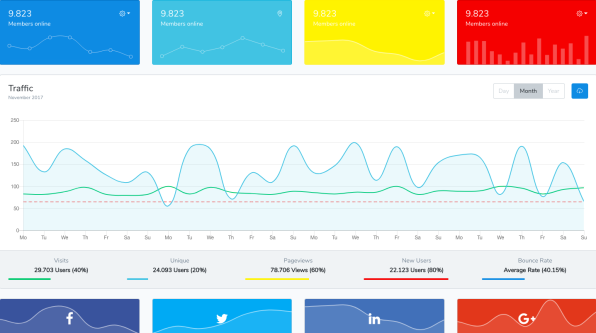 9.823
Members online
9.823
Members online
9.823
Members online
9.823
Members online
Traffic
November 2017
Day Month Year
250
200
150
100
50
0
Mo Tu We Th Fr Sa Su Mo Tu We Th Fr Sa Su Mo Tu We Th Fr Sa Su Mo Tu We Th Fr Sa Su
Visits
29.703 Users (40%)
Unique
24.093 Users (20%)
Pageviews
78.706 Views (60%)
New Users
22.123 Users (80%)
Bounce Rate
Average Rate (40.15%)
f
in
G+